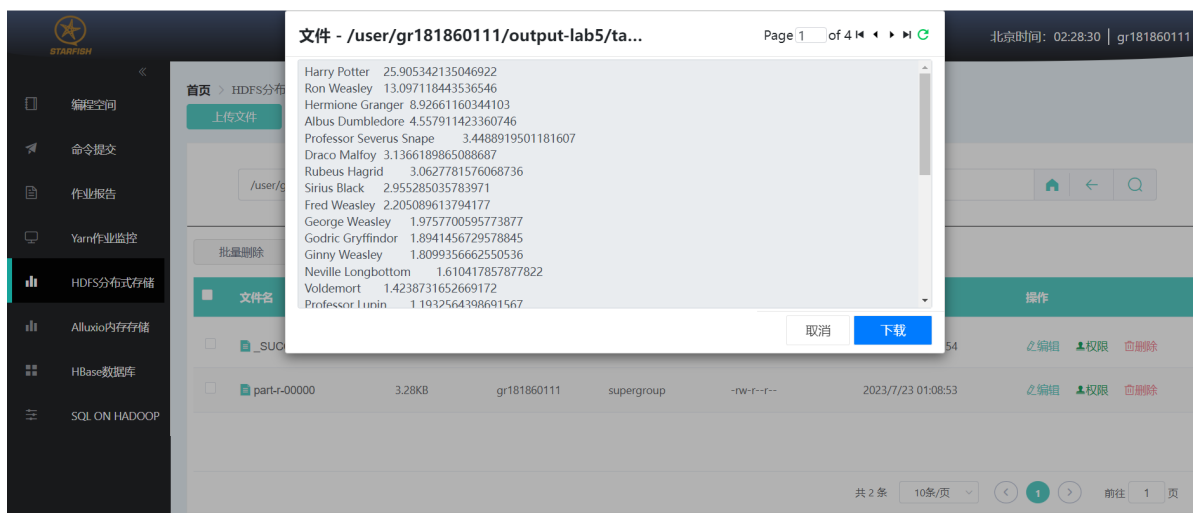 STARFISH
北京时间：02:28:30 | gr181860111
«
编程空间
命令提交
作业报告
Yarn作业监控
HDFS分布式存储
Alluxio内存存储
HBase数据库
SQL ON HADOOP
首页 > HDFS分布
上传文件
/user/g
批量删除
文件名
操作
文件 - /user/gr181860111/output-lab5/ta...
Page 1 of 4
Harry Potter 25.905342135046922
Ron Weasley 13.097118443536546
Hermione Granger 8.92661160344103
Albus Dumbledore 4.557911423360746
Professor Severus Snape 3.4488919501181607
Draco Malfoy 3.1366189865088687
Rubeus Hagrid 3.0627781576068736
Sirius Black 2.955285035783971
Fred Weasley 2.205089613794177
George Weasley 1.9757700595773877
Godric Gryffindor 1.8941456729578845
Ginny Weasley 1.8099356662550536
Neville Longbottom 1.610417857877822
Voldemort 1.4238731652669172
Professor Lupin 1.1932564398691567
取消 下载
_SUC 54 编辑 权限 删除
part-r-00000 3.28KB gr181860111 supergroup -rw-r--r-- 2023/7/23 01:08:53 编辑 权限 删除
共 2 条 10条/页 1 前往 1 页